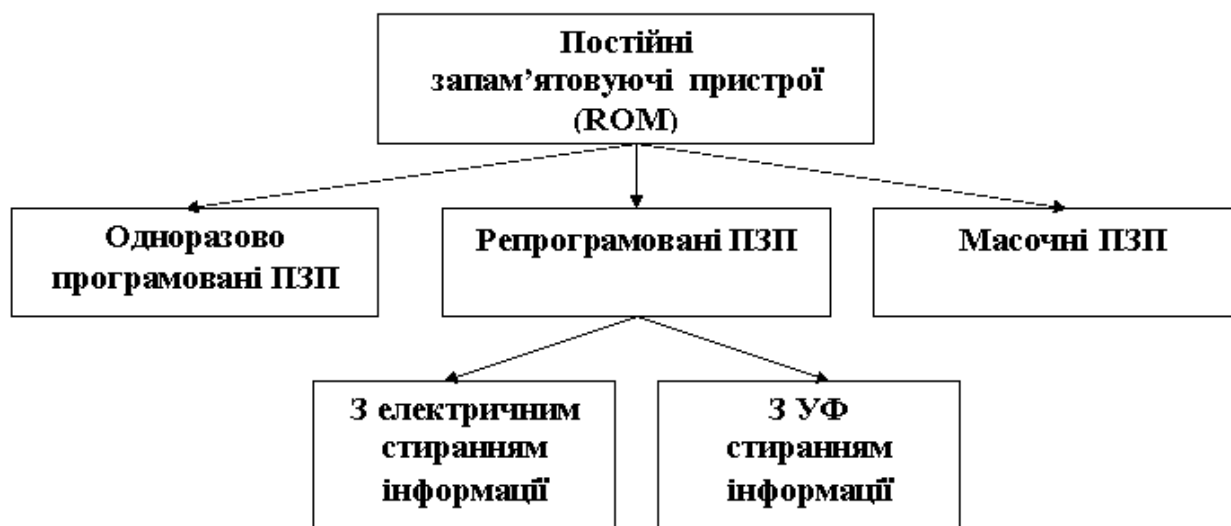 Постійні
запам’ятовуючі пристрої
(ROM)
Одноразово
програмовані ПЗП
Репрограмовані ПЗП
Масочні ПЗП
З електричним
стиранням
інформації
З УФ
стиранням
інформації